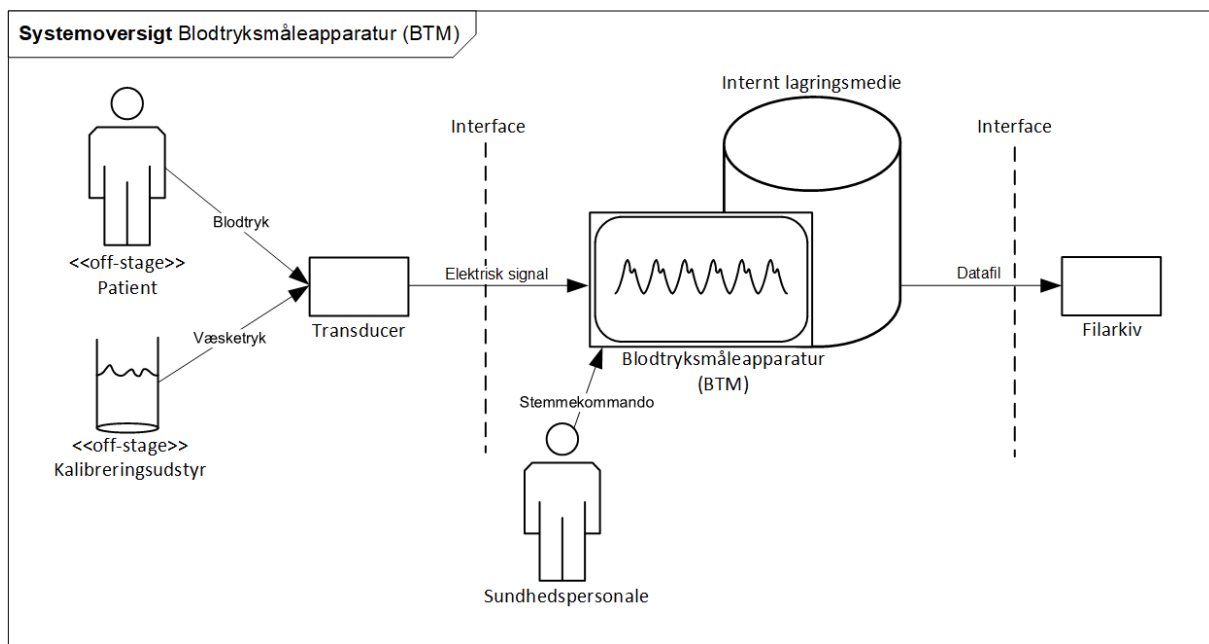 Systemoversigt Blodtryksmåleapparatur (BTM)
Internt lagringsmedie
Interface
Interface
Blodtryk
<<off-stage>>
Patient
Elektrisk signal
Datafil
Transducer
Filarkiv
Væsketryk
Blodtryksmåleapparatur
(BTM)
Stemmekommando
<<off-stage>>
Kalibreringsudstyr
Sundhedspersonale